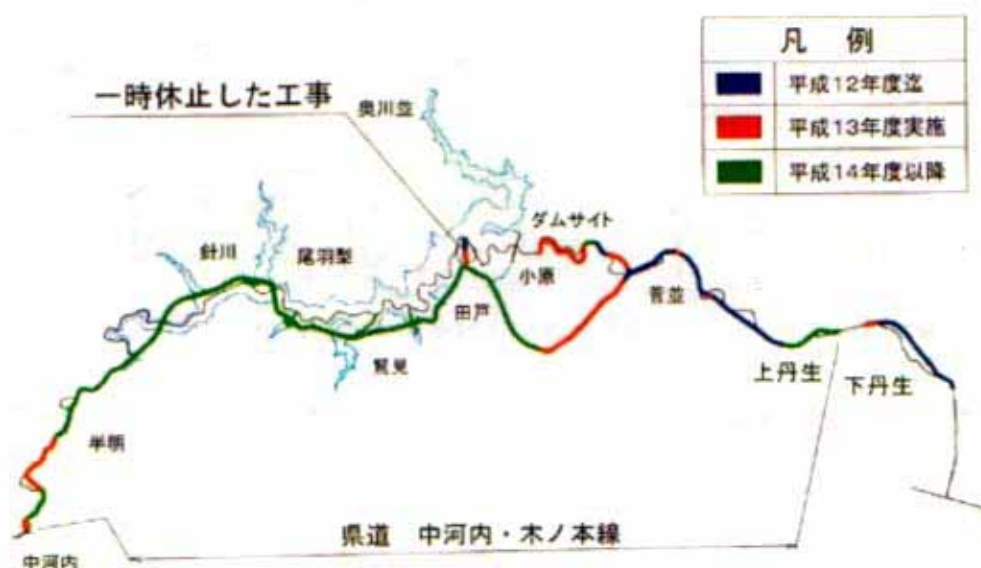 凡 例
平成12年度迄
平成13年度実施
平成14年度以降
一時休止した工事
奥川並
ダムサイト
針川
尾羽梨
小原
菅並
田戸
鷲見
上丹生
下丹生
半明
県道 中河内・木ノ本線
中河内